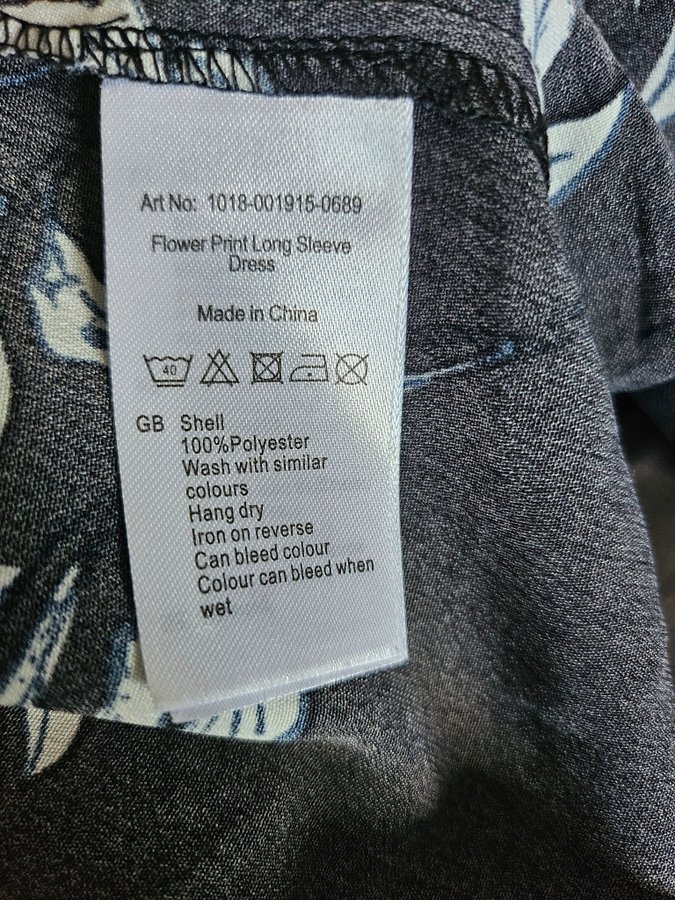 Art No: 1018-001915-0689
Flower Print Long Sleeve
Dress
Made in China
40
GB Shell
100%Polyester
Wash with similar
colours
Hang dry
Iron on reverse
Can bleed colour
Colour can bleed when
wet